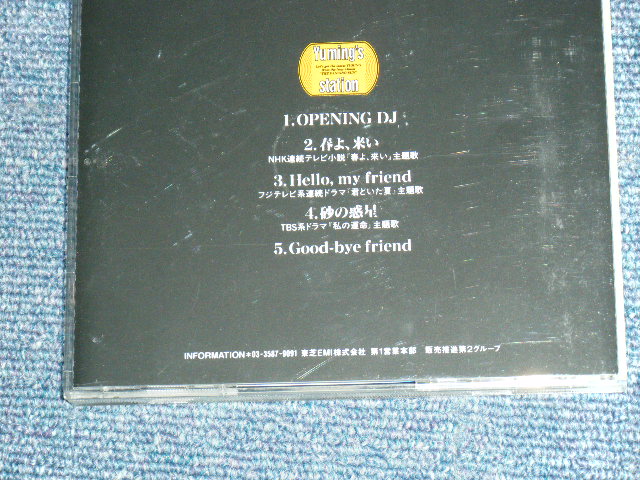 Yuming's
station
1. OPENING DJ
2. 春よ、来い
NHK連続テレビ小説「春よ、来い」主題歌
3. Hello, my friend
フジテレビ系連続ドラマ「君といた夏」主題歌
4. 砂の惑星
TBS系ドラマ「私の運命」主題歌
5. Good-bye friend
INFORMATION*03-3587-9091 東芝EMI株式会社 第1営業本部 販売推進第2グループ